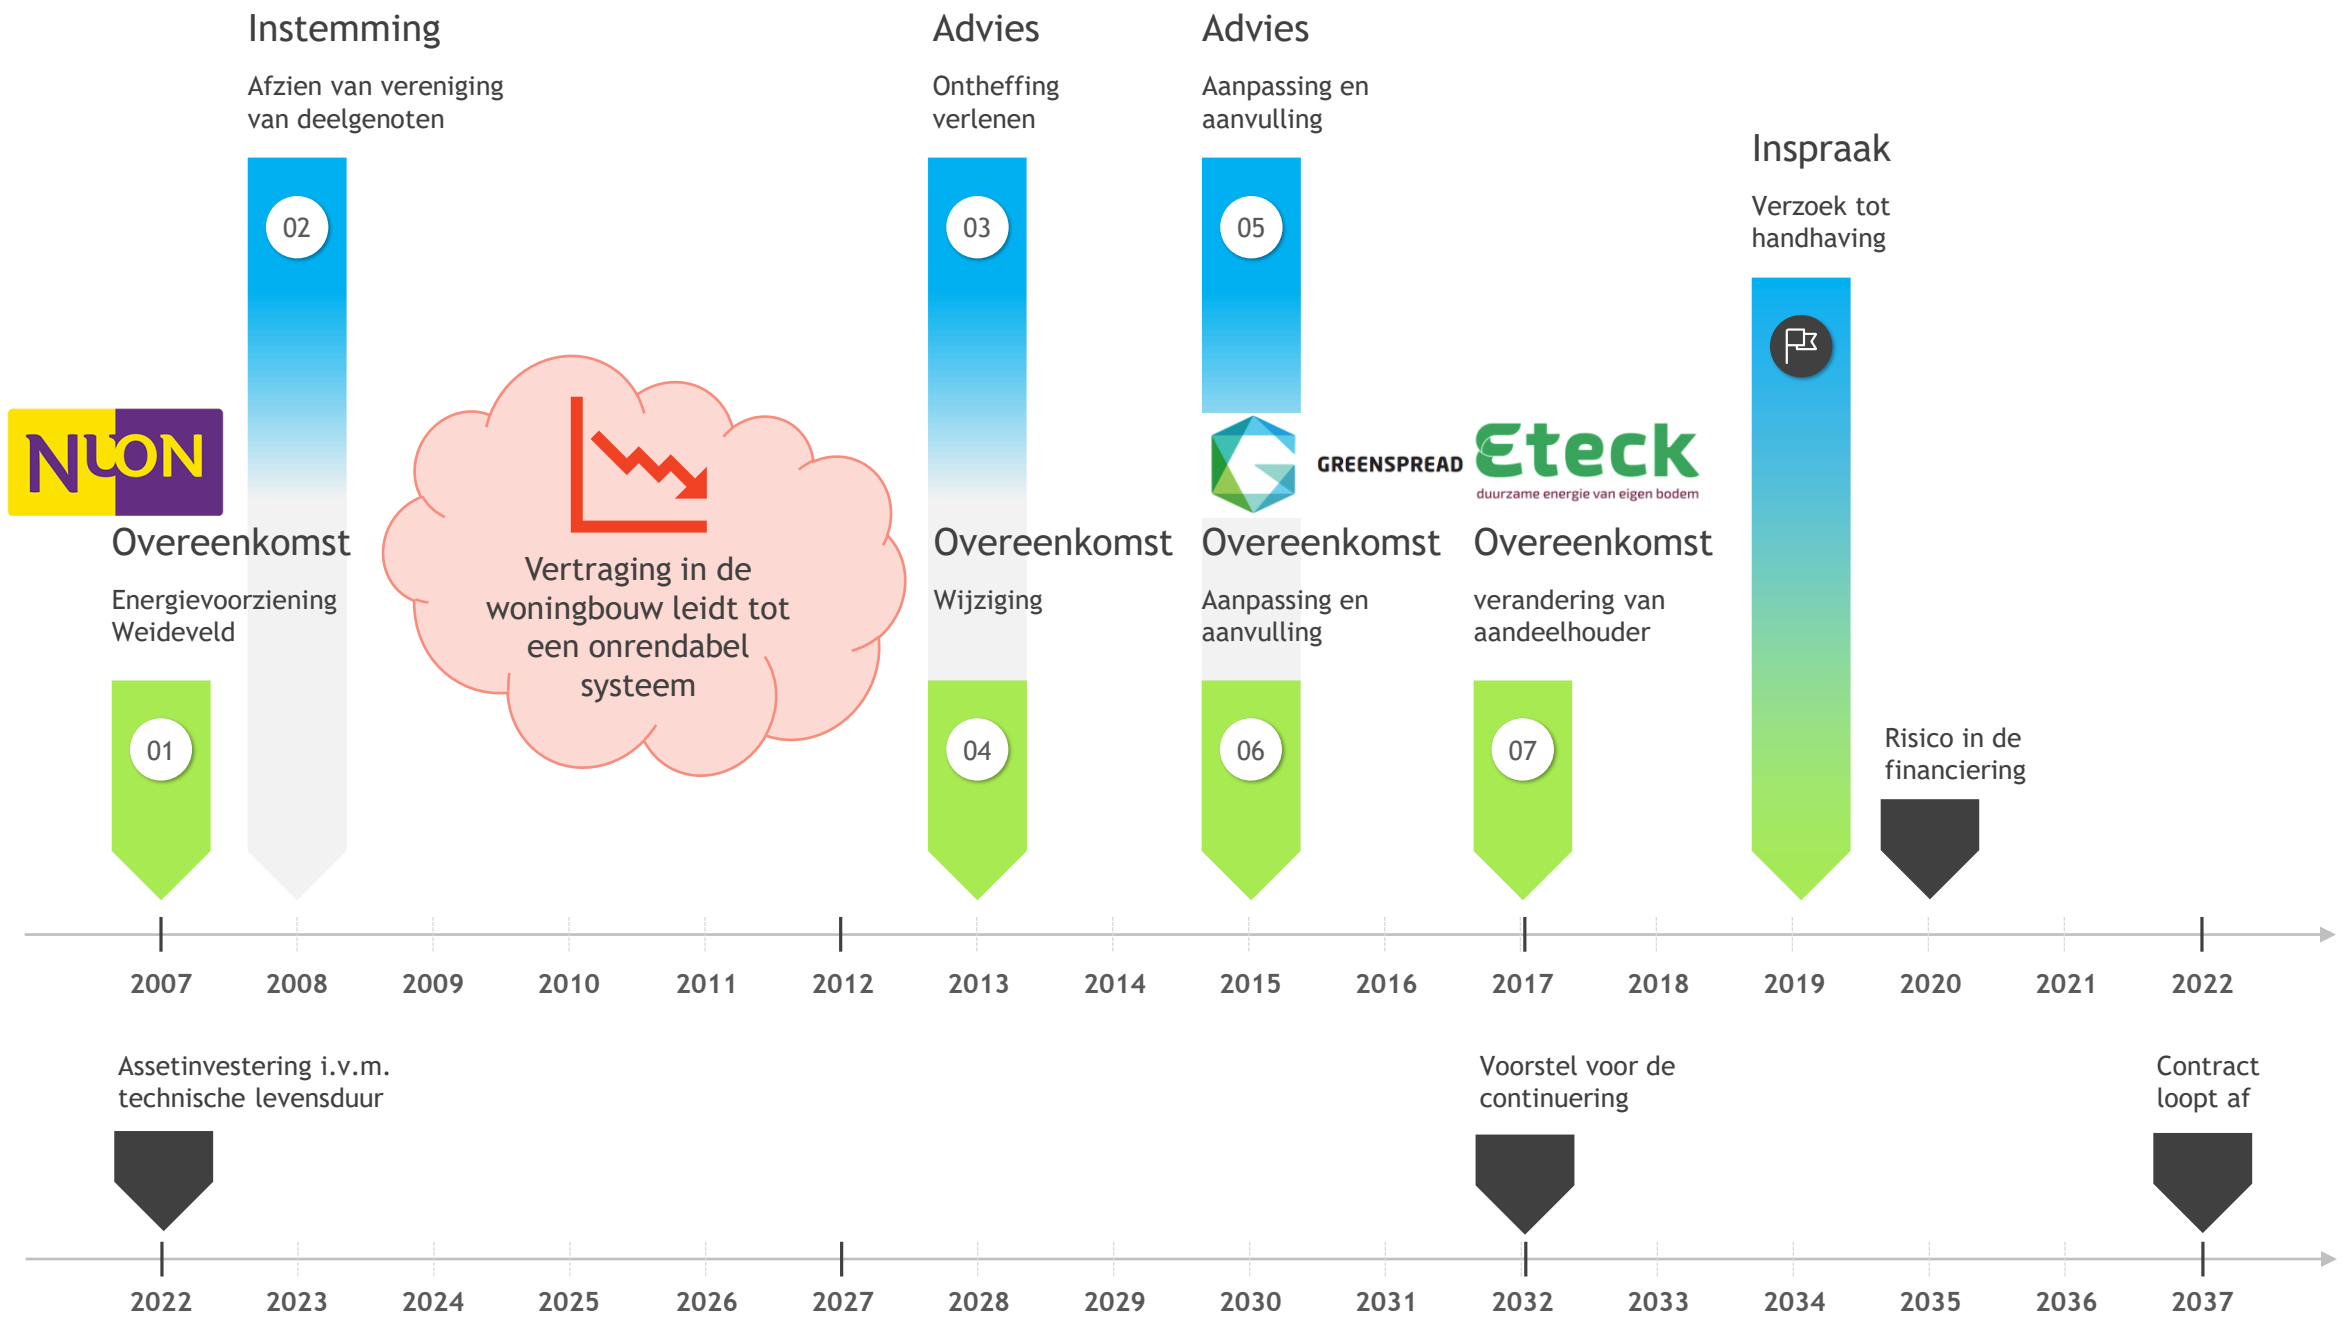 Instemming
Afzien van vereniging
van deelgenoten
Advies
Ontheffing
verlenen
Advies
Aanpassing en
aanvulling
Inspraak
Verzoek tot
handhaving
02
03
05
NUON
GREENSPREAD
Eteck
duurzame energie van eigen bodem
Overeenkomst
Energievoorziening
Weideveld
Vertraging in de
woningbouw leidt tot
een onrendabel
systeem
Overeenkomst
Wijziging
Overeenkomst
Aanpassing en
aanvulling
Overeenkomst
verandering van
aandeelhouder
01
04
06
07
Risico in de
financiering
2007 2008 2009 2010 2011 2012 2013 2014 2015 2016 2017 2018 2019 2020 2021 2022
Assetinvestering i.v.m.
technische levensduur
Voorstel voor de
continuering
Contract
loopt af
2022 2023 2024 2025 2026 2027 2028 2029 2030 2031 2032 2033 2034 2035 2036 2037